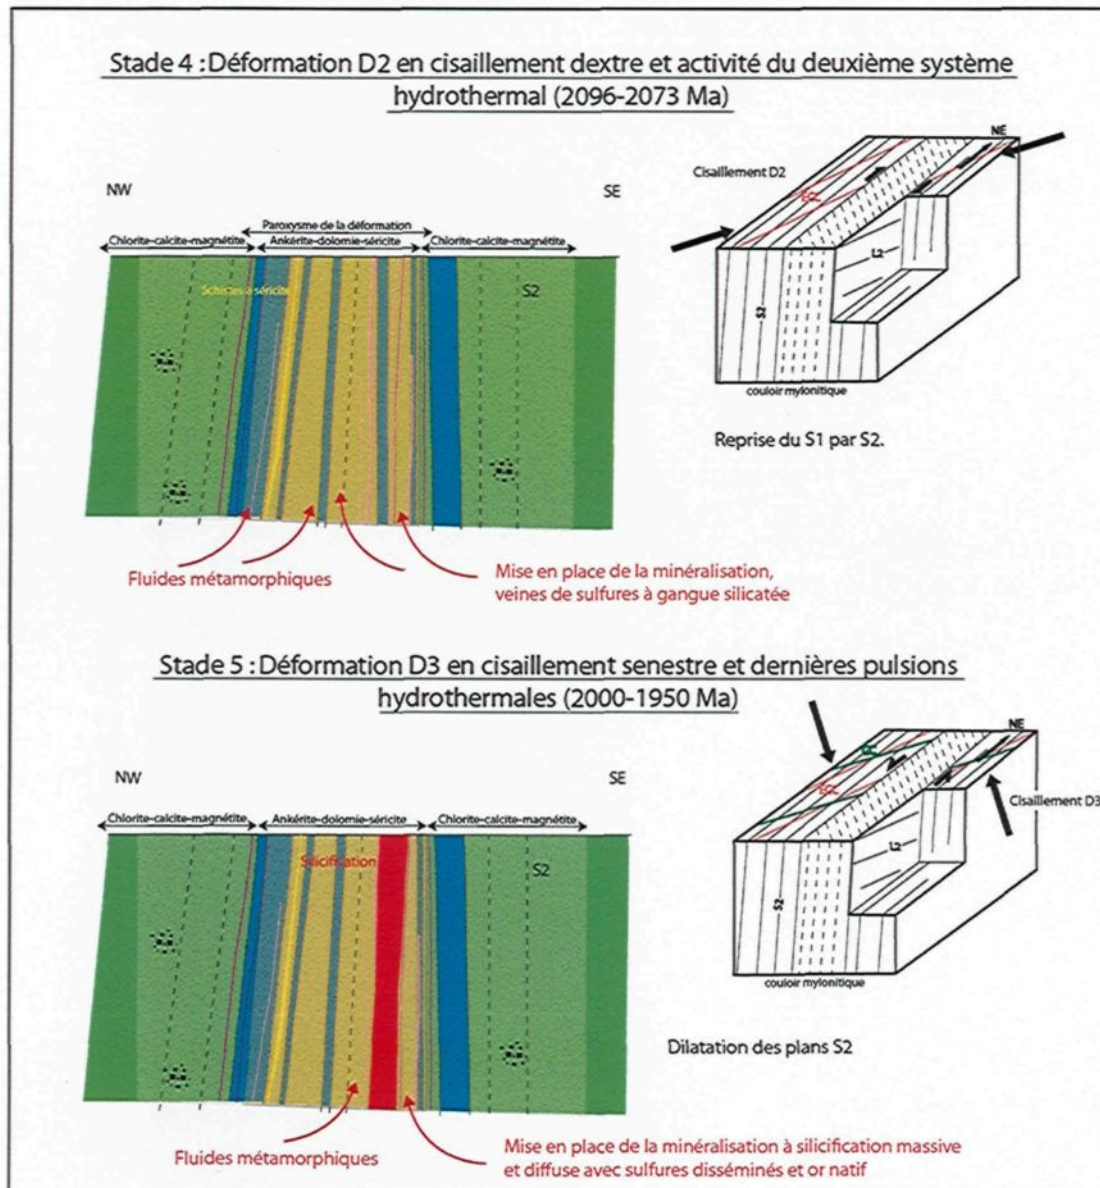 Stade 4 : Déformation D2 en cisaillement dextre et activité du deuxième système
hydrothermal (2096-2073 Ma)
NW
SE
Paroxysme de la déformation
Chlorite-calcite-magnétite
Ankérite-dolomie-séricite
Chlorite-calcite-magnétite
Schistes à séricite
S2
Fluides métamorphiques
Mise en place de la minéralisation,
veines de sulfures à gangue silicatée
Cisaillement D2
NE
L2
S2
couloir mylonitique
Reprise du S1 par S2.
Stade 5 : Déformation D3 en cisaillement senestre et dernières pulsions
hydrothermales (2000-1950 Ma)
NW
SE
Chlorite-calcite-magnétite
Ankérite-dolomie-séricite
Chlorite-calcite-magnétite
Silicification
S2
Fluides métamorphiques
Mise en place de la minéralisation à silicification massive
et diffuse avec sulfures disséminés et or natif
NE
Cisaillement D3
L2
S2
couloir mylonitique
Dilatation des plans S2